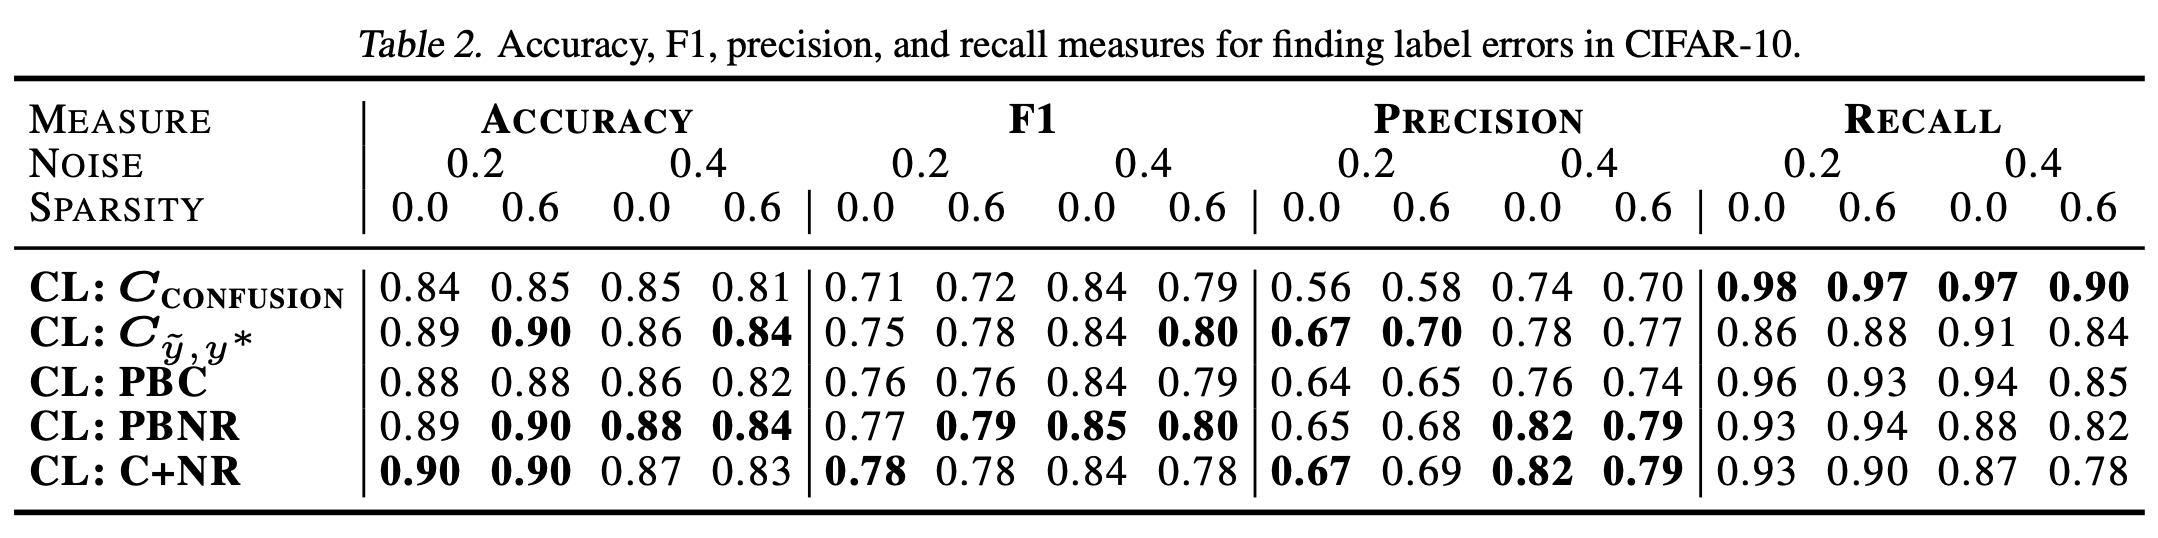 Table 2. Accuracy, F1, precision, and recall measures for finding label errors in CIFAR-10.
MEASURE ACCURACY F1 PRECISION RECALL
NOISE 0.2 0.4 0.2 0.4 0.2 0.4 0.2 0.4
SPARSITY 0.0 0.6 0.0 0.6 0.0 0.6 0.0 0.6 0.0 0.6 0.0 0.6 0.0 0.6 0.0 0.6
CL: C CONFUSION 0.84 0.85 0.85 0.81 0.71 0.72 0.84 0.79 0.56 0.58 0.74 0.70 0.98 0.97 0.97 0.90
CL: C ỹ,y* 0.89 0.90 0.86 0.84 0.75 0.78 0.84 0.80 0.67 0.70 0.78 0.77 0.86 0.88 0.91 0.84
CL: PBC 0.88 0.88 0.86 0.82 0.76 0.76 0.84 0.79 0.64 0.65 0.76 0.74 0.96 0.93 0.94 0.85
CL: PBNR 0.89 0.90 0.88 0.84 0.77 0.79 0.85 0.80 0.65 0.68 0.82 0.79 0.93 0.94 0.88 0.82
CL: C+NR 0.90 0.90 0.87 0.83 0.78 0.78 0.84 0.78 0.67 0.69 0.82 0.79 0.93 0.90 0.87 0.78